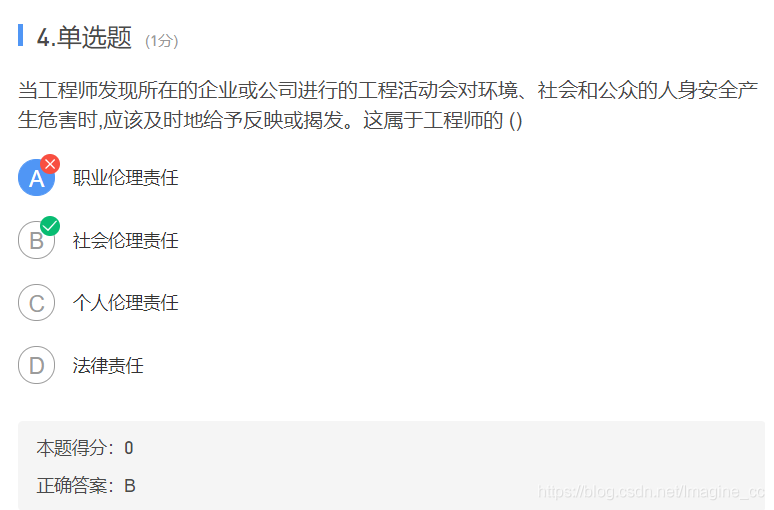 4.单选题 (1分)
当工程师发现所在的企业或公司进行的工程活动会对环境、社会和公众的人身安全产
生危害时,应该及时地给予反映或揭发。这属于工程师的 ()
A 职业伦理责任
B 社会伦理责任
C 个人伦理责任
D 法律责任
本题得分：0
正确答案：B
https://blog.csdn.net/Imagine_cc